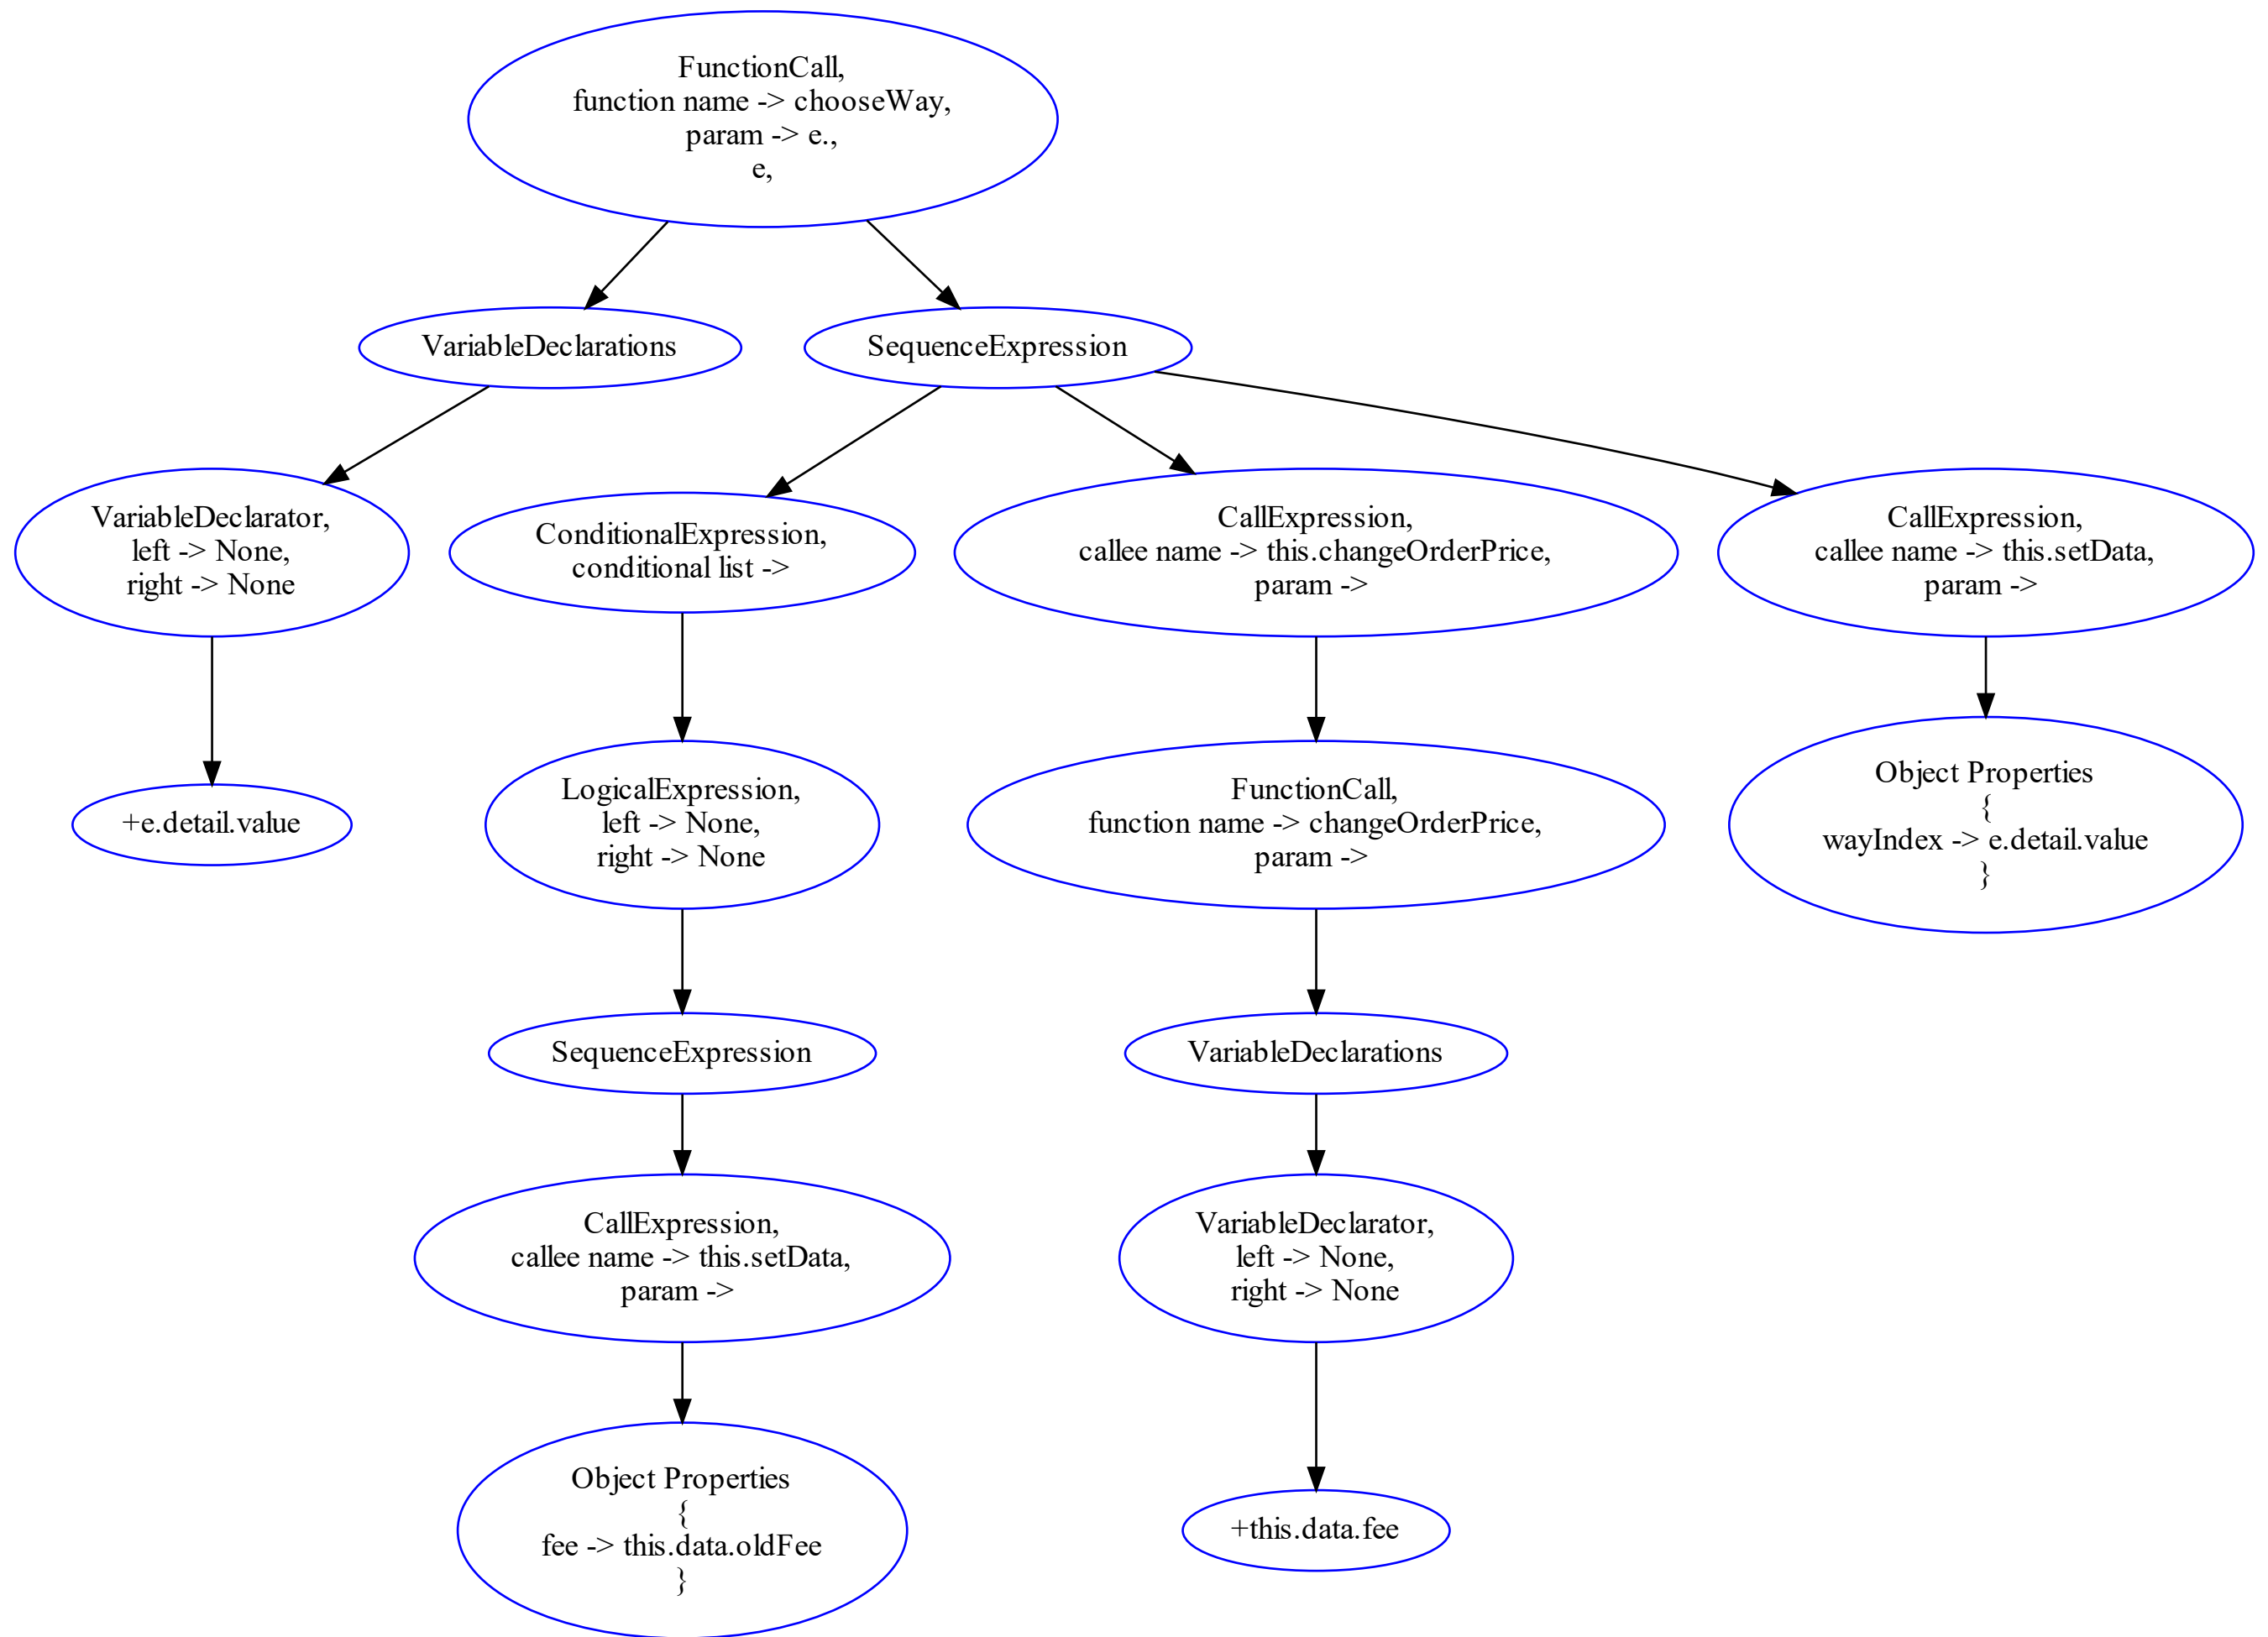 FunctionCall,
function name -> chooseWay,
param -> e.,
e,
VariableDeclarations
SequenceExpression
VariableDeclarator,
left -> None,
right -> None
ConditionalExpression,
conditional list ->
CallExpression,
callee name -> this.changeOrderPrice,
param ->
CallExpression,
callee name -> this.setData,
param ->
+e.detail.value
LogicalExpression,
left -> None,
right -> None
FunctionCall,
function name -> changeOrderPrice,
param ->
Object Properties
{
wayIndex -> e.detail.value
}
SequenceExpression
VariableDeclarations
CallExpression,
callee name -> this.setData,
param ->
VariableDeclarator,
left -> None,
right -> None
Object Properties
{
fee -> this.data.oldFee
}
+this.data.fee